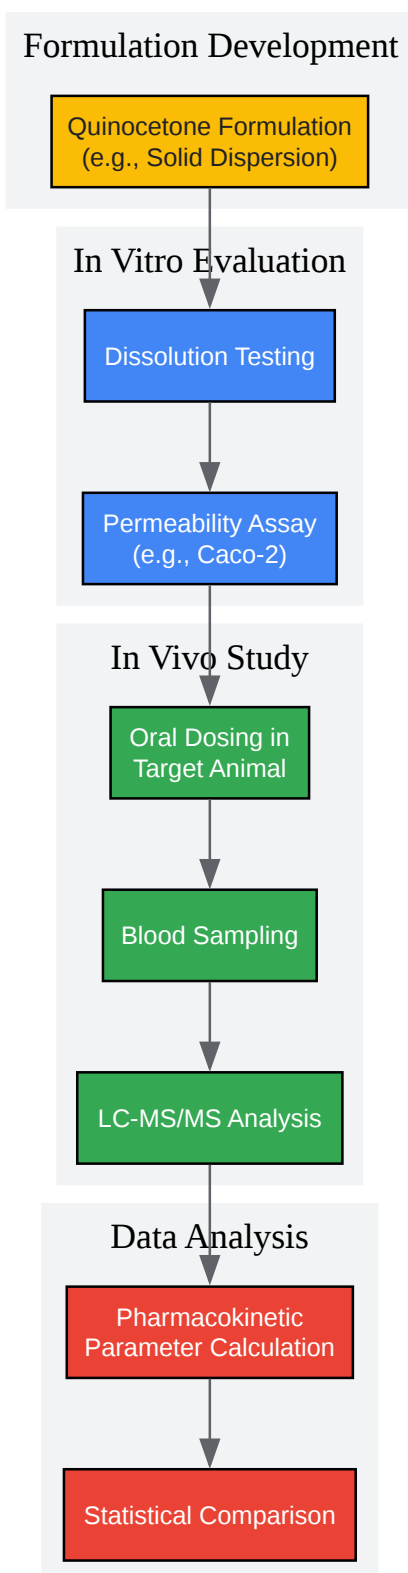 Formulation Development
Quinocetone Formulation
(e.g., Solid Dispersion)
In Vitro Evaluation
Dissolution Testing
Permeability Assay
(e.g., Caco-2)
In Vivo Study
Oral Dosing in
Target Animal
Blood Sampling
LC-MS/MS Analysis
Data Analysis
Pharmacokinetic
Parameter Calculation
Statistical Comparison